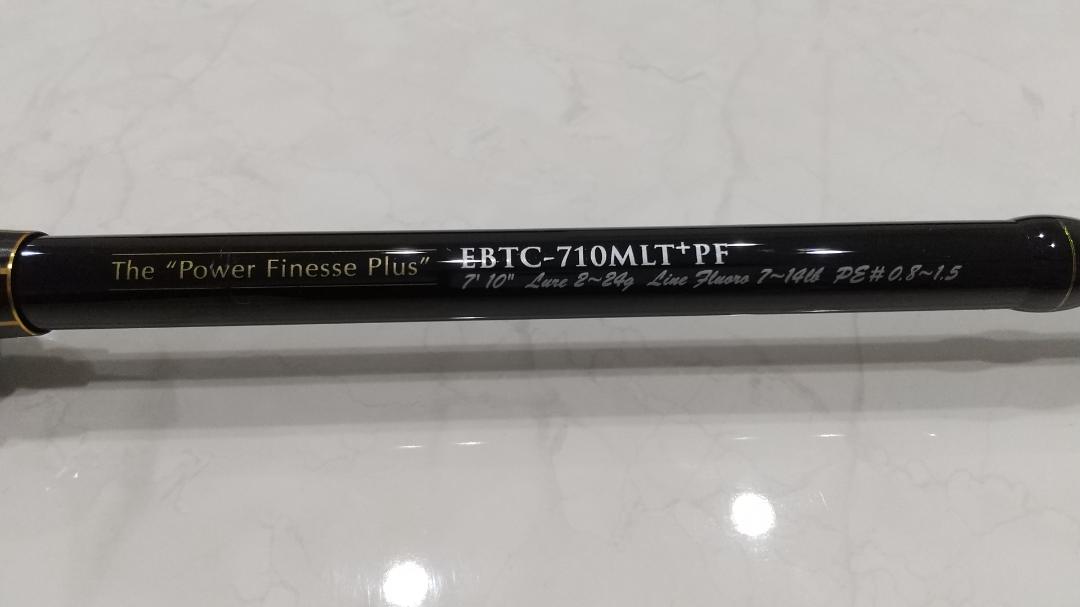 The “Power Finesse Plus”
EBTC-710MLT⁺PF
7' 10" Lure 2~24g Line Fluoro 7~14lb PE#0.8~1.5